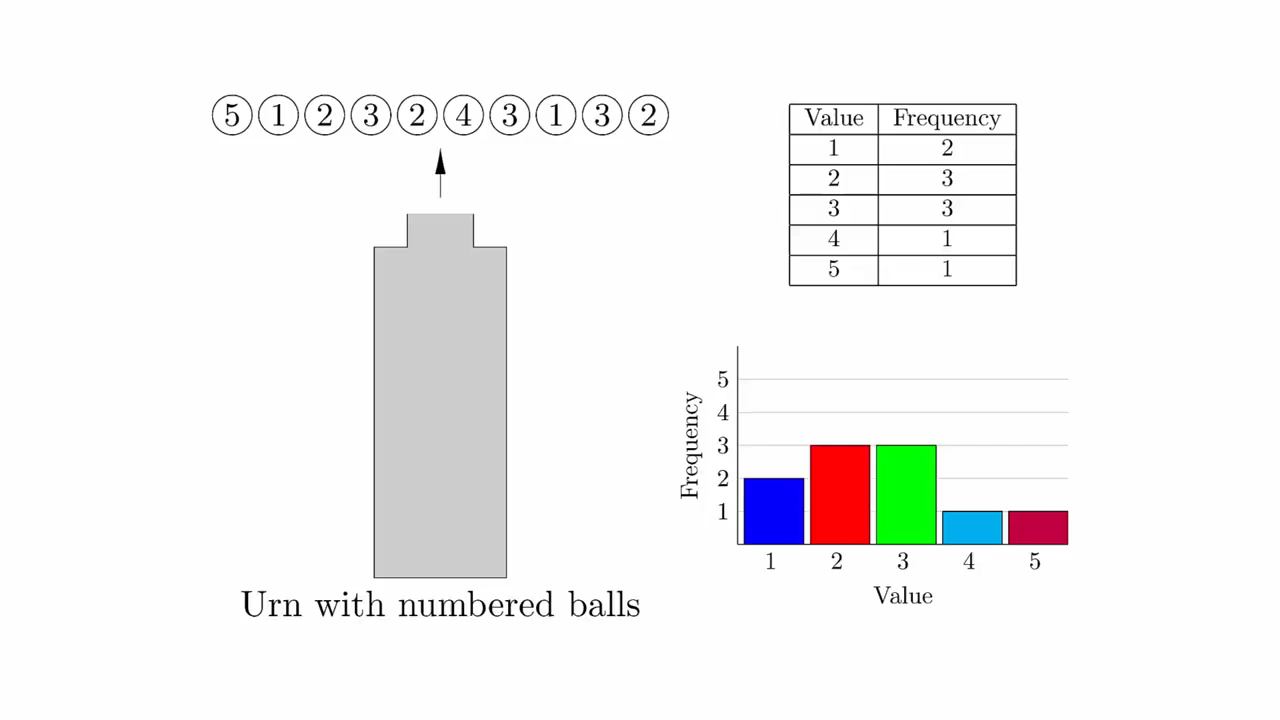 5 1 2 3 2 4 3 1 3 2
Urn with numbered balls
Value Frequency
1 2
2 3
3 3
4 1
5 1
Frequency
5
4
3
2
1
1 2 3 4 5
Value